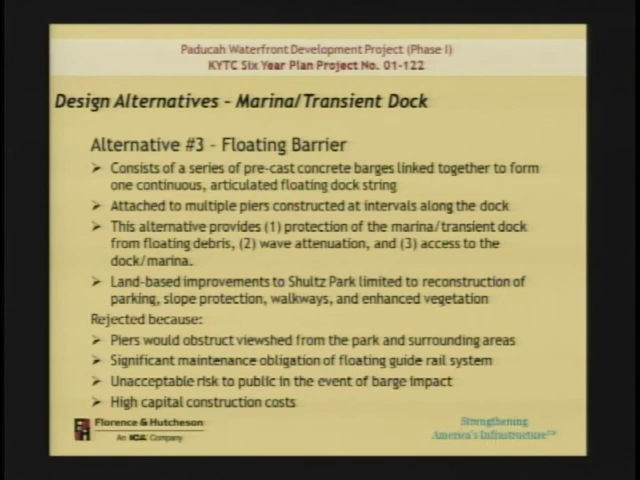 Paducah Waterfront Development Project (Phase I)
KYTC Six Year Plan Project No. 01-122
Design Alternatives - Marina/Transient Dock
Alternative #3 - Floating Barrier
➤ Consists of a series of pre-cast concrete barges linked together to form
one continuous, articulated floating dock string
➤ Attached to multiple piers constructed at intervals along the dock
➤ This alternative provides (1) protection of the marina/transient dock
from floating debris, (2) wave attenuation, and (3) access to the
dock/marina.
➤ Land-based improvements to Shultz Park limited to reconstruction of
parking, slope protection, walkways, and enhanced vegetation
Rejected because:
➤ Piers would obstruct viewshed from the park and surrounding areas
➤ Significant maintenance obligation of floating guide rail system
➤ Unacceptable risk to public in the event of barge impact
➤ High capital construction costs
Florence & Hutcheson
An ICA Company
Strengthening
America's Infrastructure™